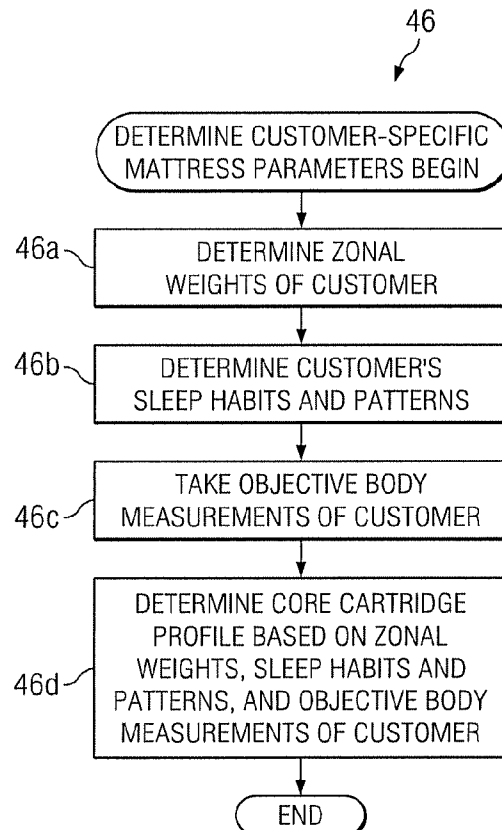 46
DETERMINE CUSTOMER-SPECIFIC
MATTRESS PARAMETERS BEGIN
46a
DETERMINE ZONAL
WEIGHTS OF CUSTOMER
46b
DETERMINE CUSTOMER'S
SLEEP HABITS AND PATTERNS
46c
TAKE OBJECTIVE BODY
MEASUREMENTS OF CUSTOMER
46d
DETERMINE CORE CARTRIDGE
PROFILE BASED ON ZONAL
WEIGHTS, SLEEP HABITS AND
PATTERNS, AND OBJECTIVE BODY
MEASUREMENTS OF CUSTOMER
END